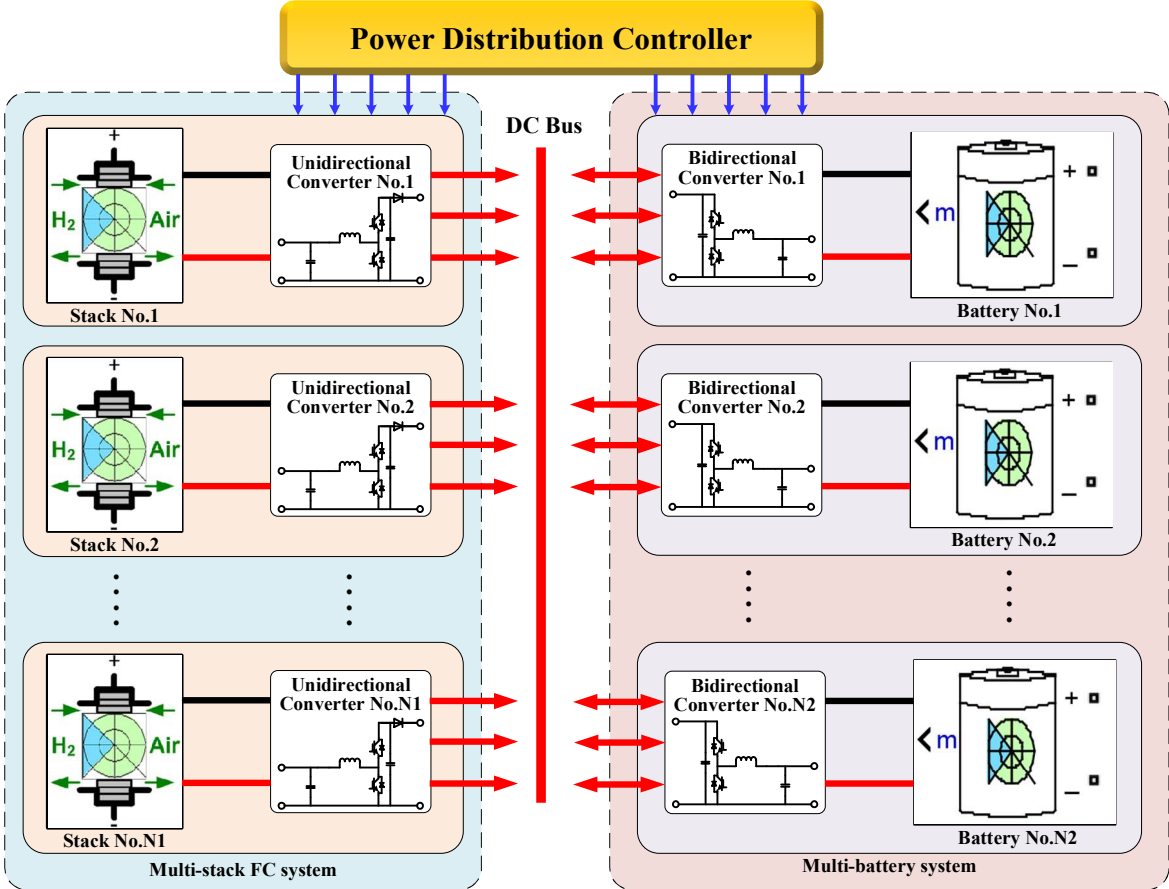 Power Distribution Controller
DC Bus
+
H2
Air
-
Stack No.1
Unidirectional
Converter No.1
Bidirectional
Converter No.1
< m
+
−
Battery No.1
+
H2
Air
-
Stack No.2
Unidirectional
Converter No.2
Bidirectional
Converter No.2
< m
+
−
Battery No.2
+
H2
Air
-
Stack No.N1
Unidirectional
Converter No.N1
Bidirectional
Converter No.N2
< m
+
−
Battery No.N2
Multi-stack FC system
Multi-battery system